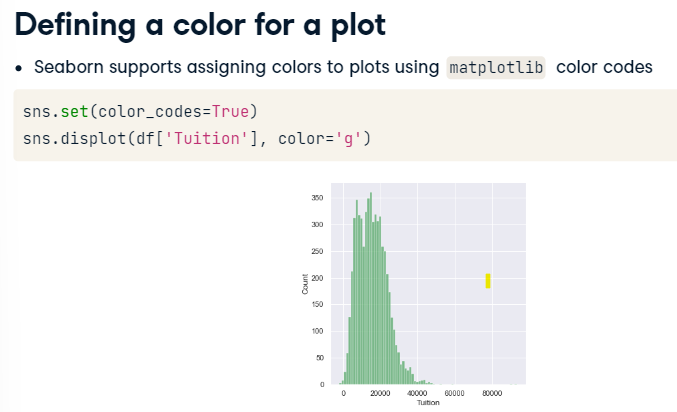 Defining a color for a plot
• Seaborn supports assigning colors to plots using matplotlib color codes
sns.set(color_codes=True)
sns.displot(df['Tuition'], color='g')
350
300
250
200
150
100
50
0
Count
0 20000 40000 60000 80000
Tuition